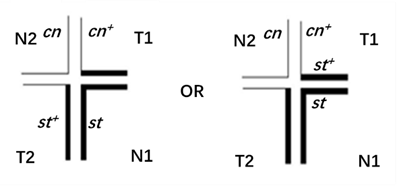 N2 cn cn+ T1
st+ st
T2 N1
OR
N2 cn cn+ T1
st+
st
T2 N1